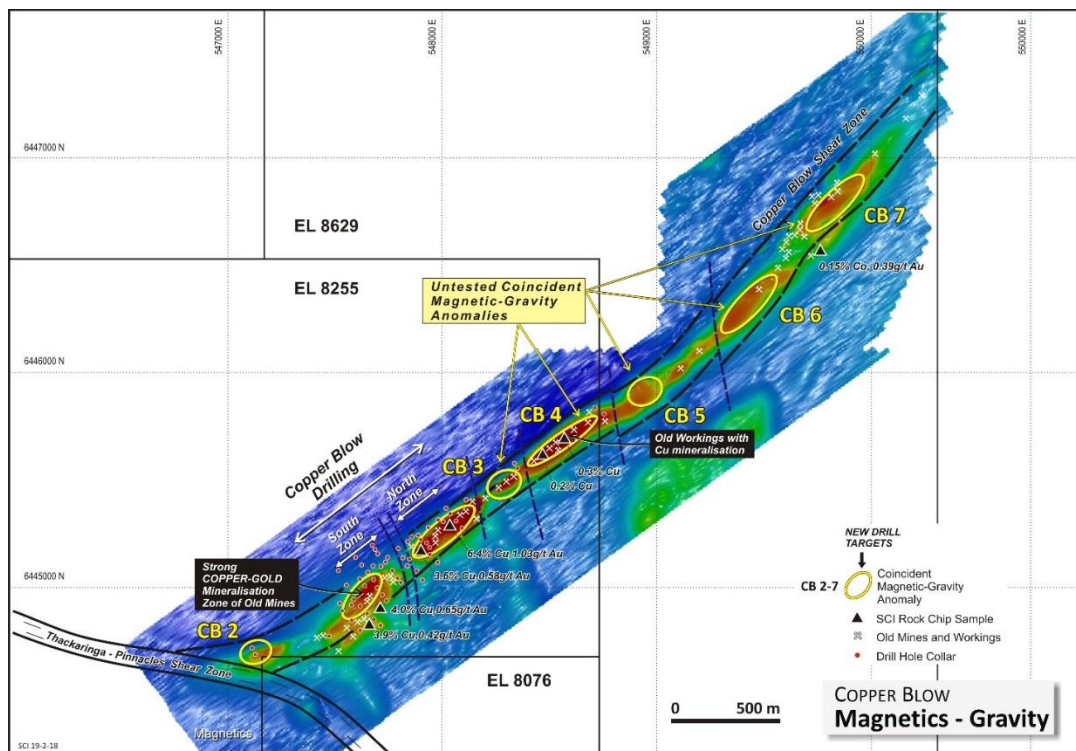 547000 E
548000 E
549000 E
550000 E
550000 E
6447000 N
6446000 N
6445000 N
EL 8629
EL 8255
EL 8076
Copper Blow Shear Zone
CB 7
0.15% Co, 0.39g/t Au
CB 6
Untested Coincident
Magnetic-Gravity
Anomalies
CB 5
CB 4
Old Workings with
Cu mineralisation
0.3% Cu
0.2% Cu
CB 3
Copper Blow
Drilling
North
Zone
South
Zone
6.4% Cu,1.03g/t Au
3.6% Cu,0.58g/t Au
4.0% Cu,0.65g/t Au
3.9% Cu,0.42g/t Au
Strong
COPPER-GOLD
Mineralisation
Zone of Old Mines
CB 2
Thackaringa - Pinnacles Shear Zone
Magnetics
SCI 19-2-18
0 500 m
NEW DRILL
TARGETS
CB 2-7
Coincident
Magnetic-Gravity
Anomaly
SCI Rock Chip Sample
Old Mines and Workings
Drill Hole Collar
COPPER BLOW
Magnetics - Gravity